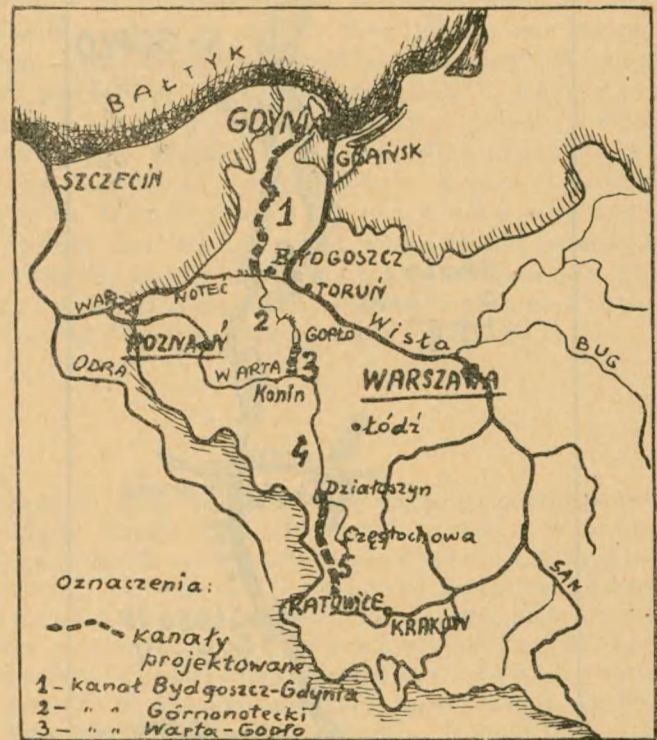 BAŁTYK
GDYNIA
GDAŃSK
SZCZECIN
1
BYDGOSZCZ
TORUŃ
NOTEĆ
2
GOPŁO
Wisła
BUG
POZNAŃ
3
ODRA
WARTA
Konin
WARSZAWA
Łódź
4
Działoszyn
Częstochowa
5
SAN
KATOWICE
KRAKÓW
Oznaczenia:
kanały
projektowane
1 - kanał Bydgoszcz-Gdynia
2 - " " Górnonotecki
3 - " " Warta-Gopło